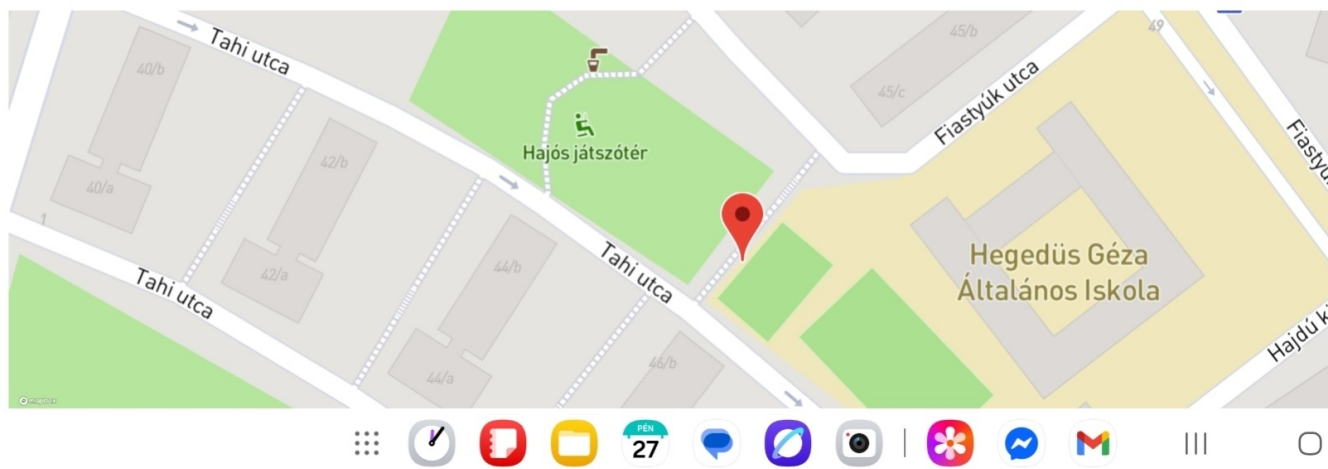 Tahi utca
40/b
42/b
40/a
1
42/a
Tahi utca
Hajós játszótér
44/b
Tahi utca
44/a
46/b
45/b
45/c
49
Fiastyúk utca
Fiastyú
Hegedüs Géza
Általános Iskola
Hajdú k
mapbox
PÉN
27